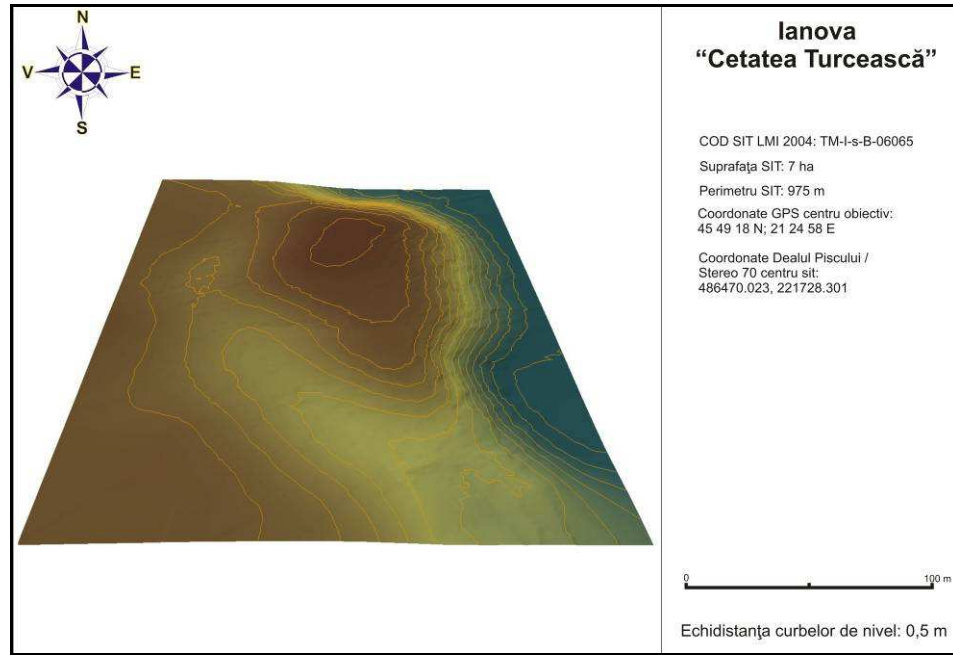 N
V E
S
Ianova
“Cetatea Turcească”
COD SIT LMI 2004: TM-I-s-B-06065
Suprafaţa SIT: 7 ha
Perimetru SIT: 975 m
Coordonate GPS centru obiectiv:
45 49 18 N; 21 24 58 E
Coordonate Dealul Piscului /
Stereo 70 centru sit:
486470.023, 221728.301
0 100 m
Echidistanţa curbelor de nivel: 0,5 m